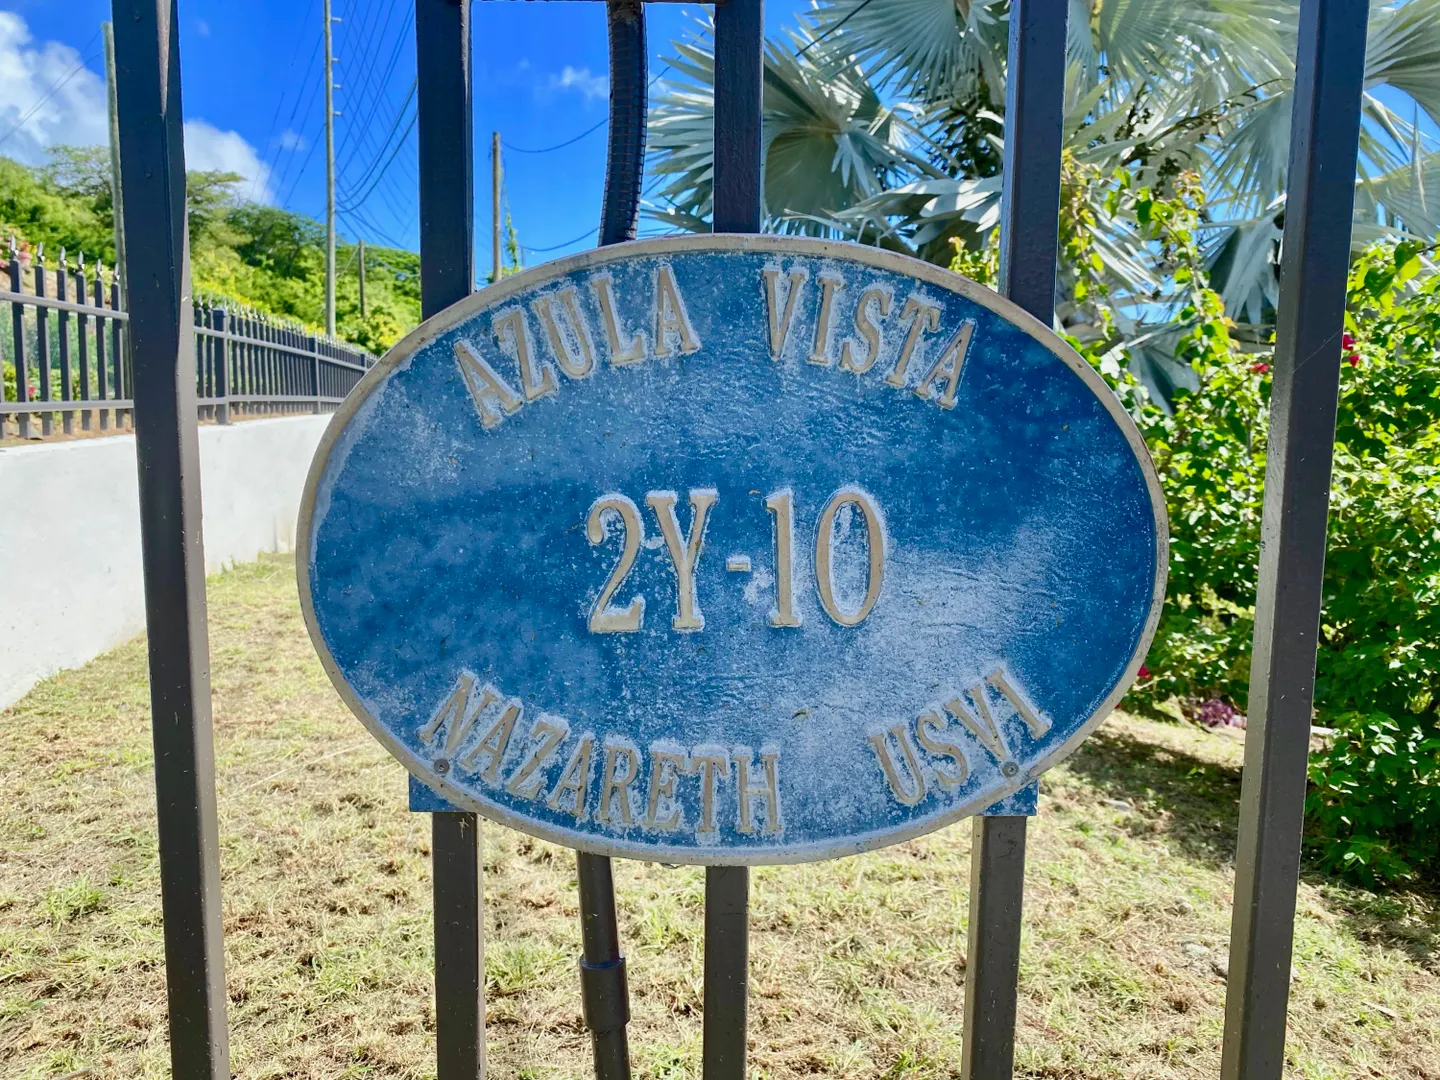 AZULA VISTA
2Y-10
NAZARETH USVI